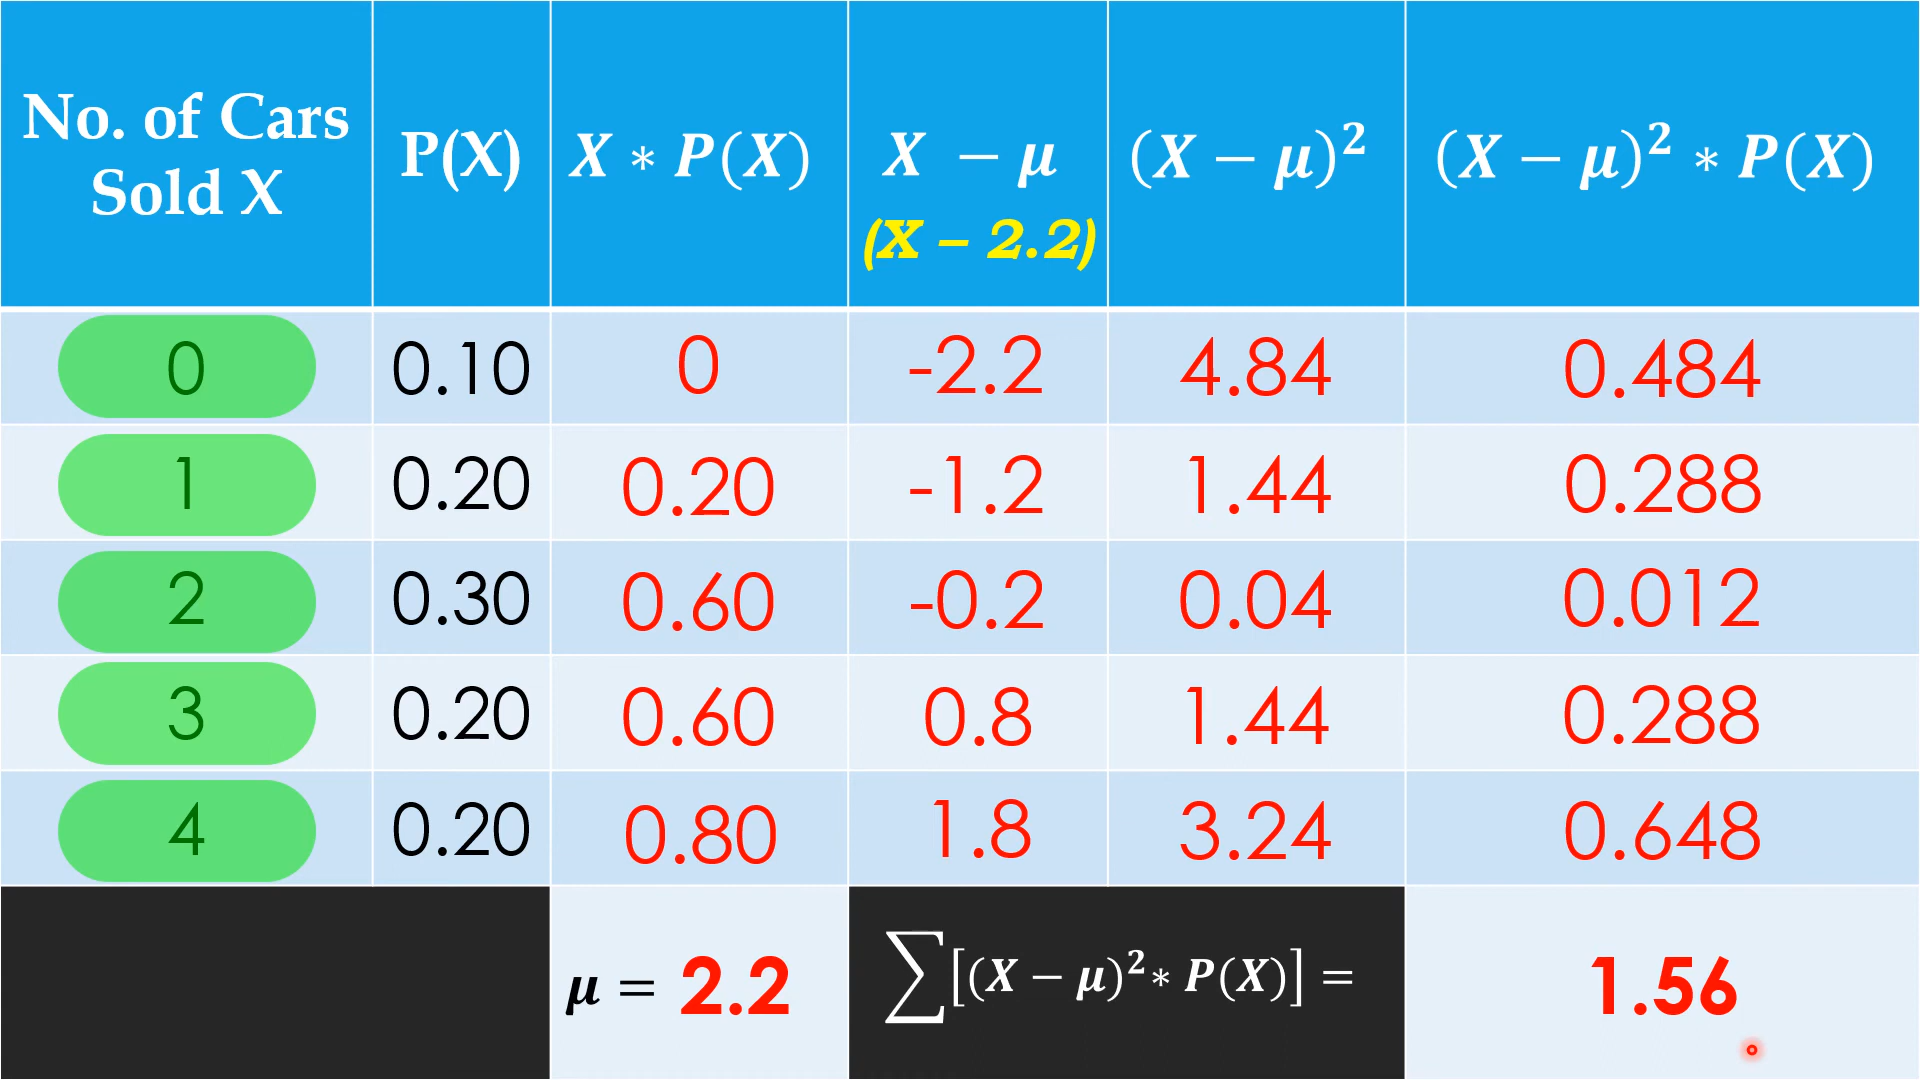 No. of Cars Sold X P(X) X * P(X) X − μ (X − μ)² (X − μ)² * P(X)
(X – 2.2)
0 0.10 0 -2.2 4.84 0.484
1 0.20 0.20 -1.2 1.44 0.288
2 0.30 0.60 -0.2 0.04 0.012
3 0.20 0.60 0.8 1.44 0.288
4 0.20 0.80 1.8 3.24 0.648
μ = 2.2 ∑[(X − μ)² * P(X)] = 1.56